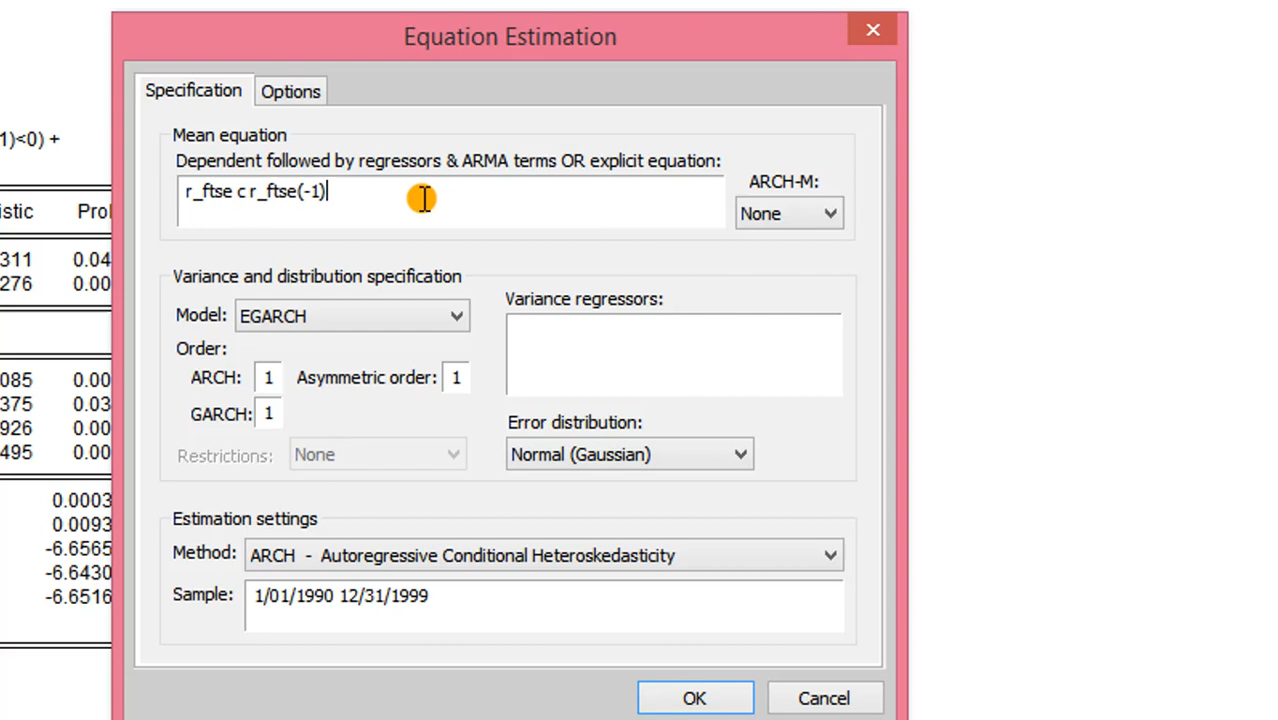 Equation Estimation
Specification
Options
1)<0) +
Mean equation
Dependent followed by regressors & ARMA terms OR explicit equation:
r_ftse c r_ftse(-1)
ARCH-M:
None
istic
311 0.04
276 0.00
085 0.00
375 0.03
926 0.00
495 0.00
0.0003
0.0093
-6.6565
-6.6430
-6.6516
Variance and distribution specification
Model: EGARCH
Order:
ARCH: 1 Asymmetric order: 1
GARCH: 1
Restrictions: None
Variance regressors:
Error distribution:
Normal (Gaussian)
Estimation settings
Method: ARCH - Autoregressive Conditional Heteroskedasticity
Sample: 1/01/1990 12/31/1999
OK
Cancel